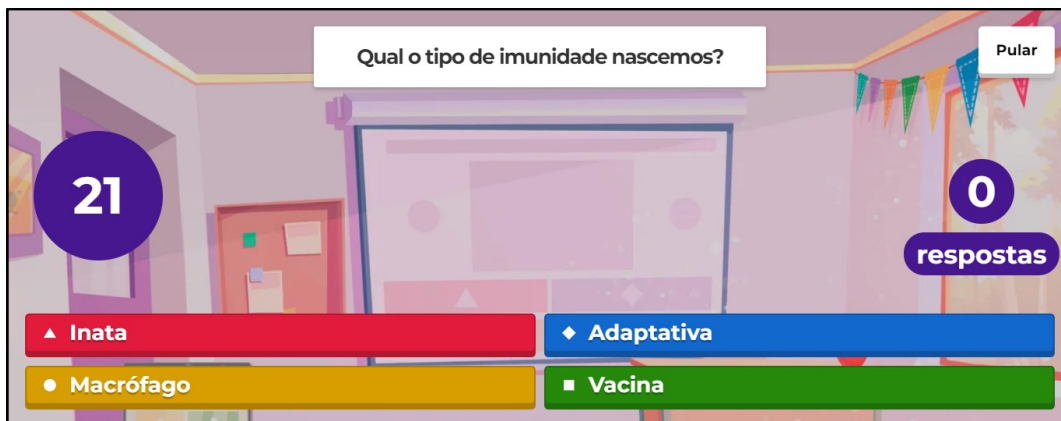 Qual o tipo de imunidade nascemos?
Pular
21
0
respostas
Inata
Adaptativa
Macrófago
Vacina